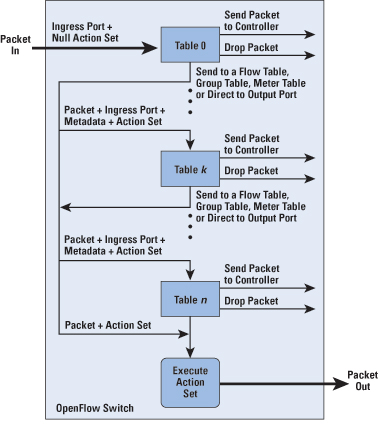 Packet
In
Ingress Port +
Null Action Set
Table 0
Send Packet
to Controller
Drop Packet
Send to a Flow Table,
Group Table, Meter Table
or Direct to Output Port
Packet + Ingress Port +
Metadata + Action Set
Table k
Send Packet
to Controller
Drop Packet
Send to a Flow Table,
Group Table, Meter Table
or Direct to Output Port
Packet + Ingress Port +
Metadata + Action Set
Table n
Send Packet
to Controller
Drop Packet
Packet + Action Set
Execute
Action
Set
Packet
Out
OpenFlow Switch